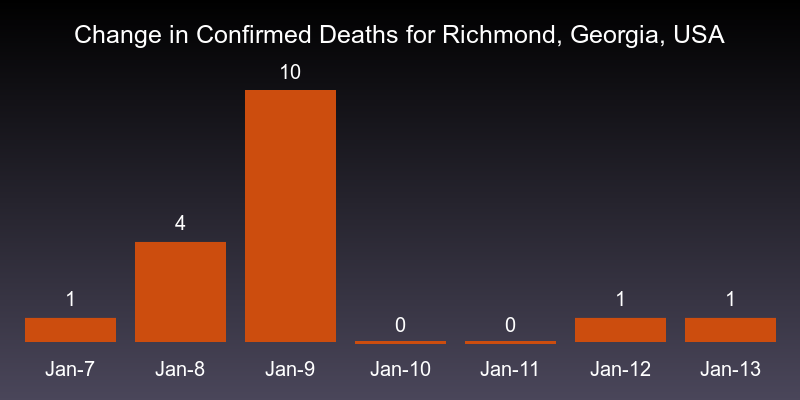 Change in Confirmed Deaths for Richmond, Georgia, USA
10
4
1
0
0
1
1
Jan-7
Jan-8
Jan-9
Jan-10
Jan-11
Jan-12
Jan-13